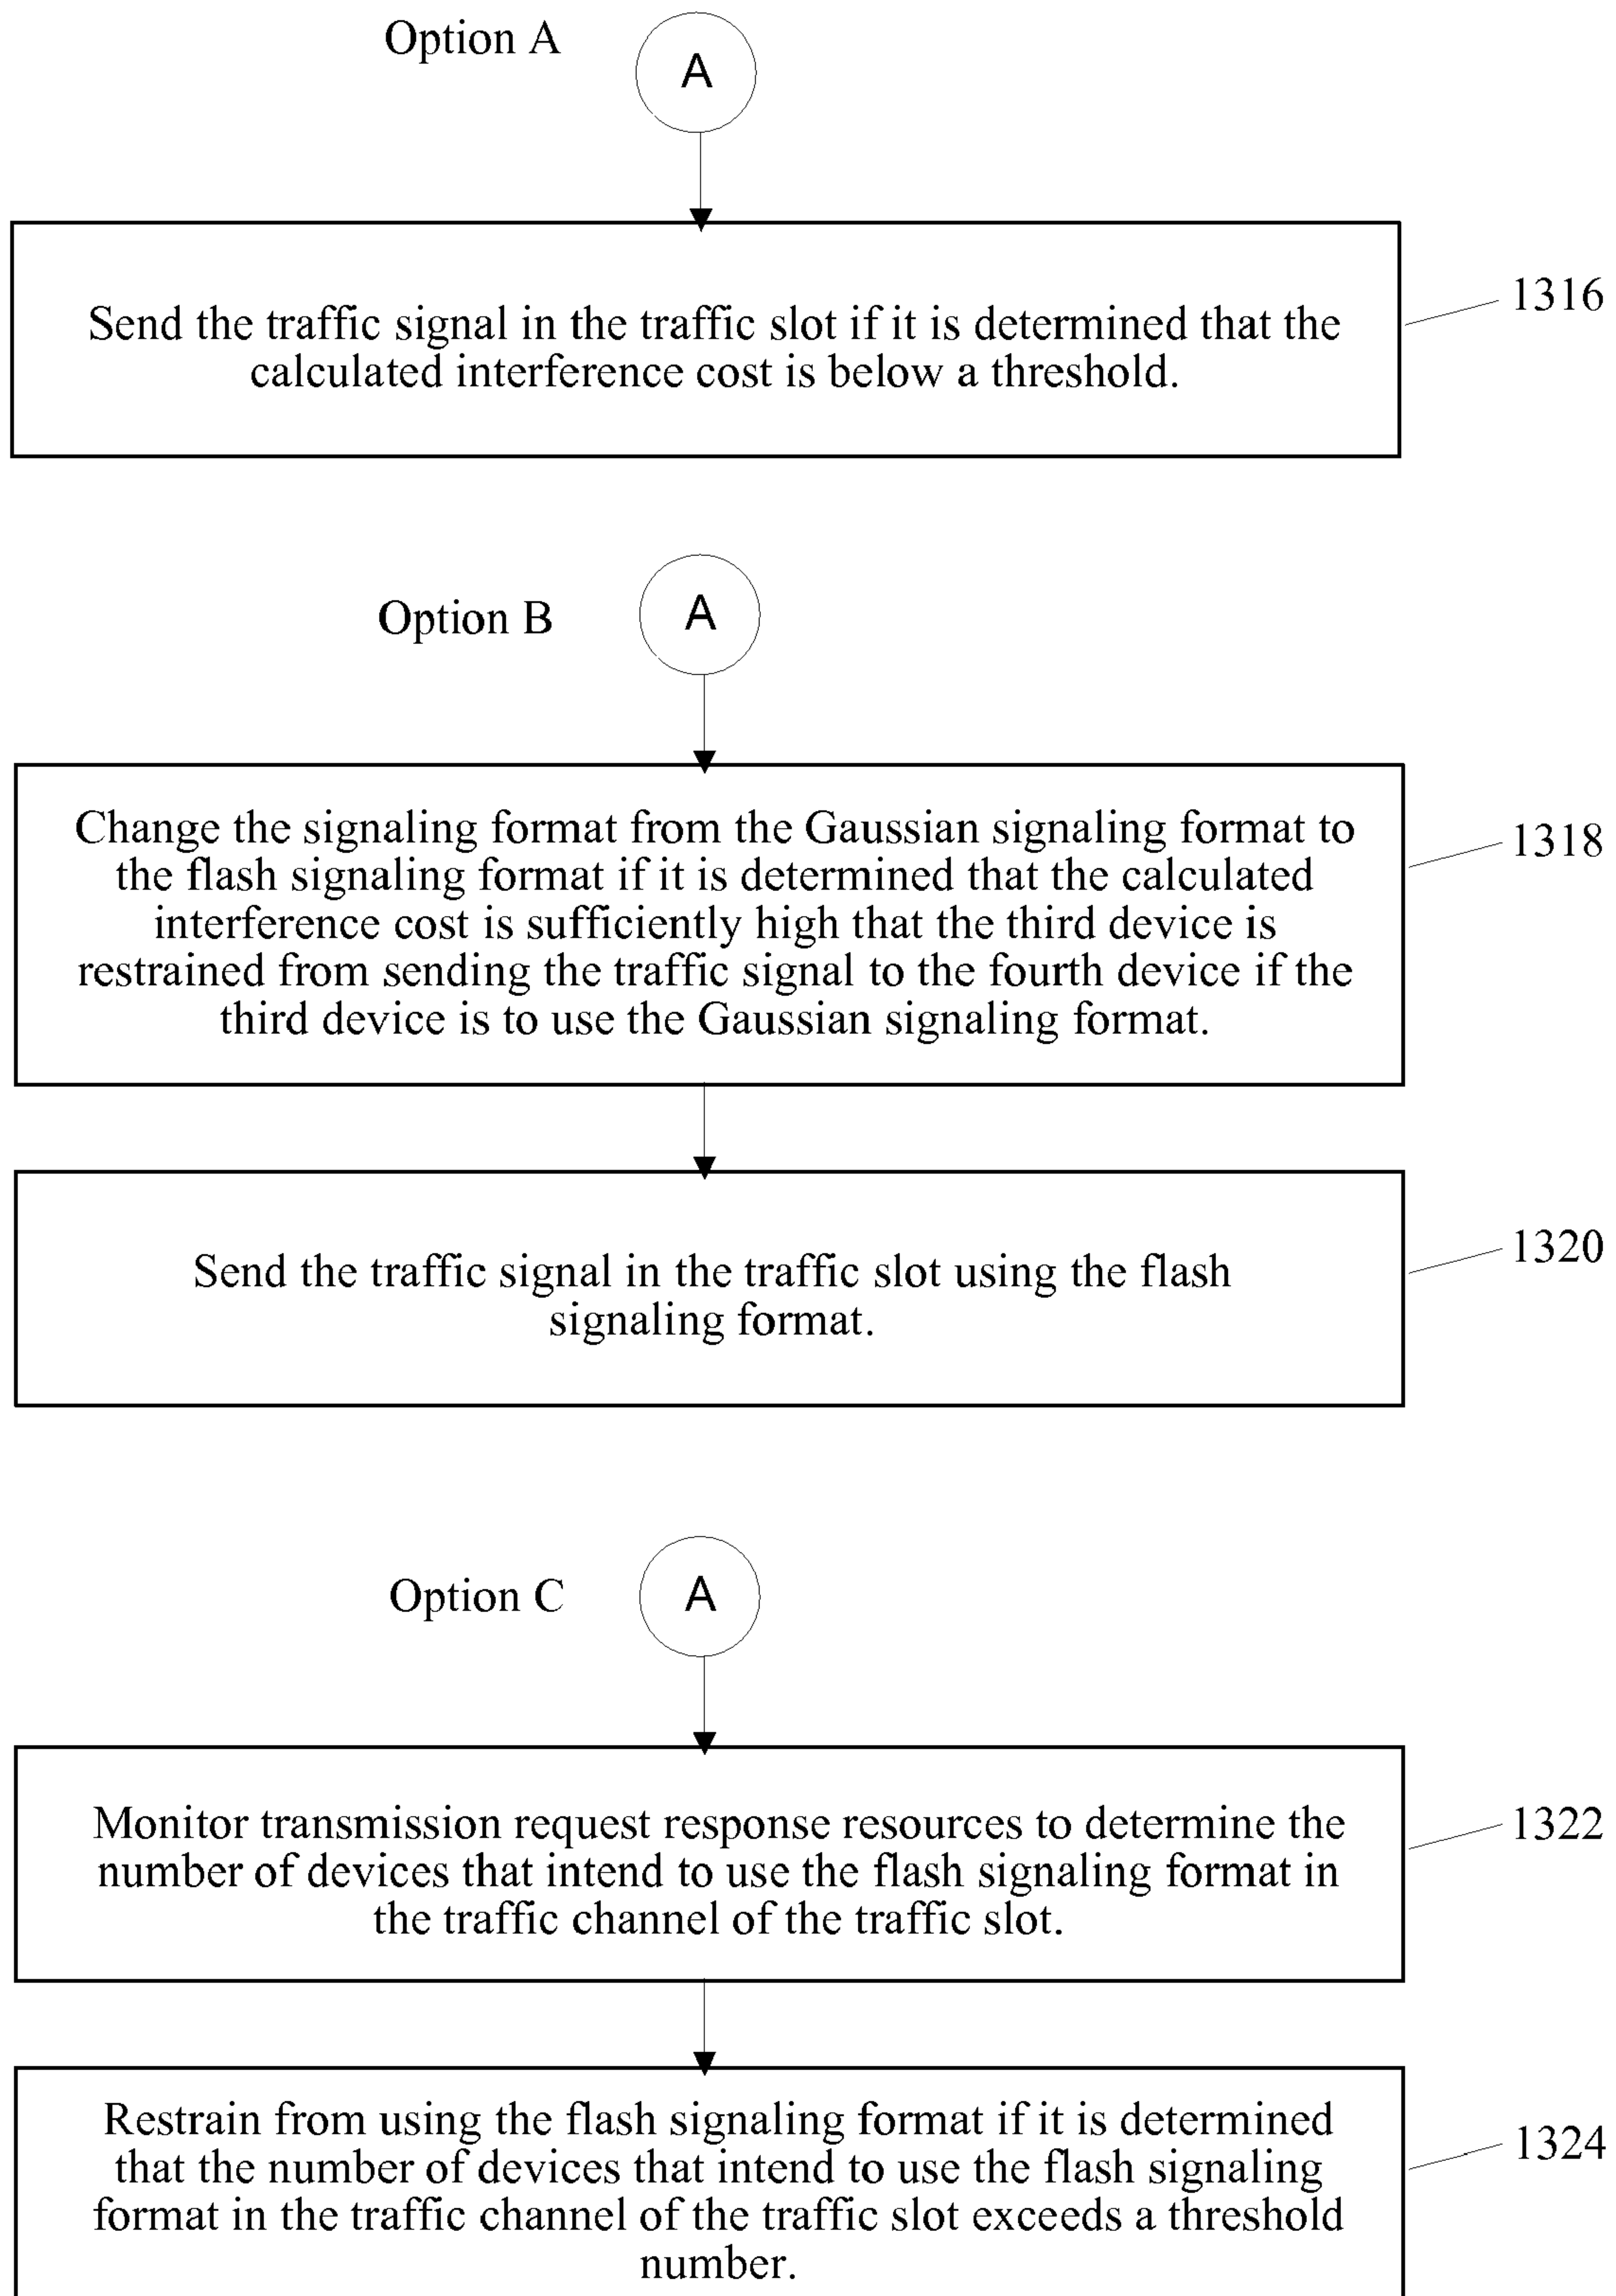 Option A
A
Send the traffic signal in the traffic slot if it is determined that the
calculated interference cost is below a threshold.
1316
Option B
A
Change the signaling format from the Gaussian signaling format to
the flash signaling format if it is determined that the calculated
interference cost is sufficiently high that the third device is
restrained from sending the traffic signal to the fourth device if the
third device is to use the Gaussian signaling format.
1318
Send the traffic signal in the traffic slot using the flash
signaling format.
1320
Option C
A
Monitor transmission request response resources to determine the
number of devices that intend to use the flash signaling format in
the traffic channel of the traffic slot.
1322
Restrain from using the flash signaling format if it is determined
that the number of devices that intend to use the flash signaling
format in the traffic channel of the traffic slot exceeds a threshold
number.
1324